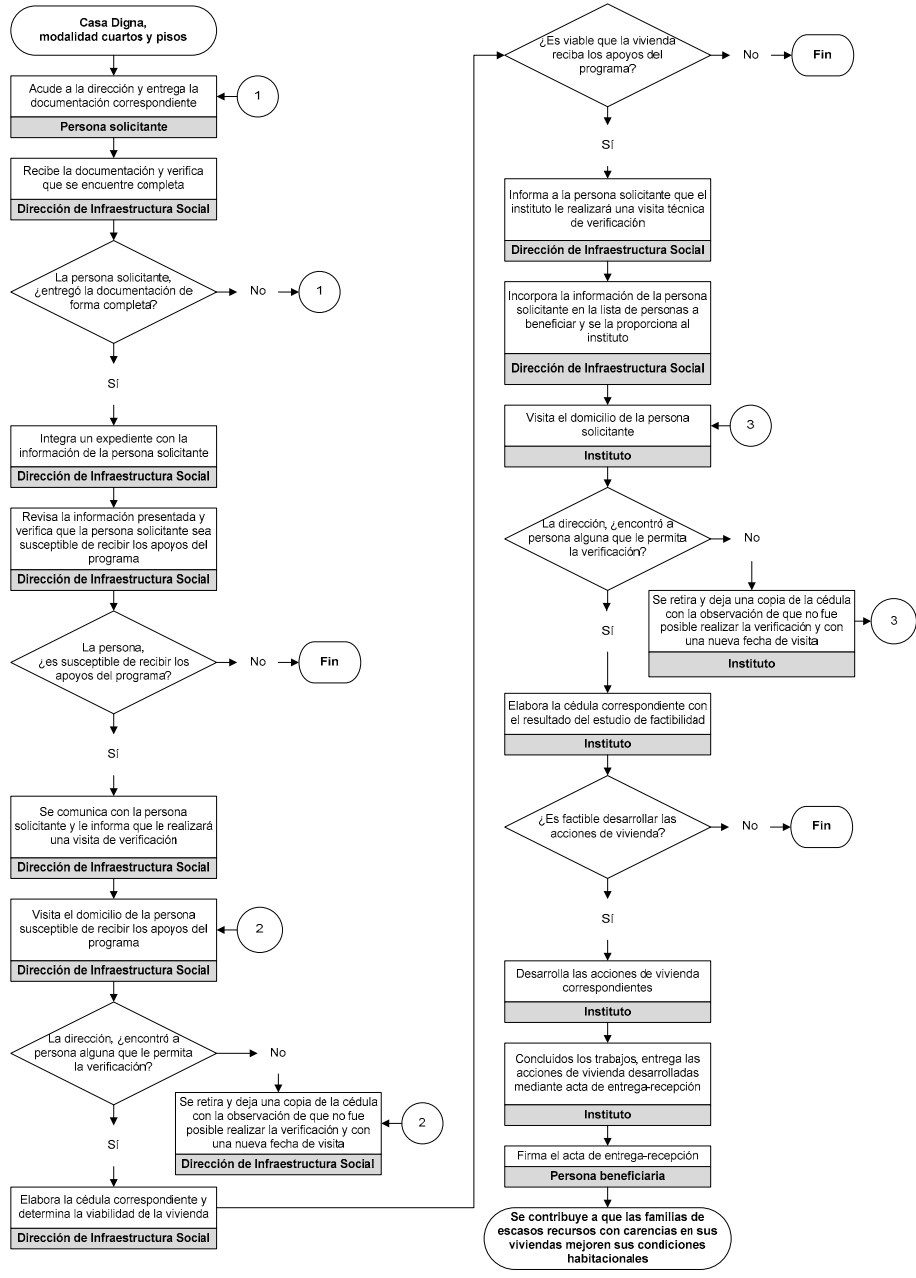 Casa Digna,
modalidad cuartos y pisos
Acude a la dirección y entrega la
documentación correspondiente
Persona solicitante
1
Recibe la documentación y verifica
que se encuentre completa
Dirección de Infraestructura Social
La persona solicitante,
¿entregó la documentación de
forma completa?
No
1
Sí
Integra un expediente con la
información de la persona solicitante
Dirección de Infraestructura Social
Revisa la información presentada y
verifica que la persona solicitante sea
susceptible de recibir los apoyos del
programa
Dirección de Infraestructura Social
La persona,
¿es susceptible de recibir los
apoyos del programa?
No
Fin
Sí
Se comunica con la persona
solicitante y le informa que le realizará
una visita de verificación
Dirección de Infraestructura Social
Visita el domicilio de la persona
susceptible de recibir los apoyos del
programa
Dirección de Infraestructura Social
2
La dirección, ¿encontró a
persona alguna que le permita
la verificación?
No
Se retira y deja una copia de la cédula
con la observación de que no fue
posible realizar la verificación y con
una nueva fecha de visita
Dirección de Infraestructura Social
2
Sí
Elabora la cédula correspondiente y
determina la viabilidad de la vivienda
Dirección de Infraestructura Social
¿Es viable que la vivienda
reciba los apoyos del
programa?
No
Fin
Sí
Informa a la persona solicitante que el
instituto le realizará una visita técnica
de verificación
Dirección de Infraestructura Social
Incorpora la información de la persona
solicitante en la lista de personas a
beneficiar y se la proporciona al
instituto
Dirección de Infraestructura Social
Visita el domicilio de la persona
solicitante
Instituto
3
La dirección, ¿encontró a
persona alguna que le permita
la verificación?
No
Se retira y deja una copia de la cédula
con la observación de que no fue
posible realizar la verificación y con
una nueva fecha de visita
Instituto
3
Sí
Elabora la cédula correspondiente con
el resultado del estudio de factibilidad
Instituto
¿Es factible desarrollar las
acciones de vivienda?
No
Fin
Sí
Desarrolla las acciones de vivienda
correspondientes
Instituto
Concluidos los trabajos, entrega las
acciones de vivienda desarrolladas
mediante acta de entrega-recepción
Instituto
Firma el acta de entrega-recepción
Persona beneficiaria
Se contribuye a que las familias de
escasos recursos con carencias en sus
viviendas mejoren sus condiciones
habitacionales